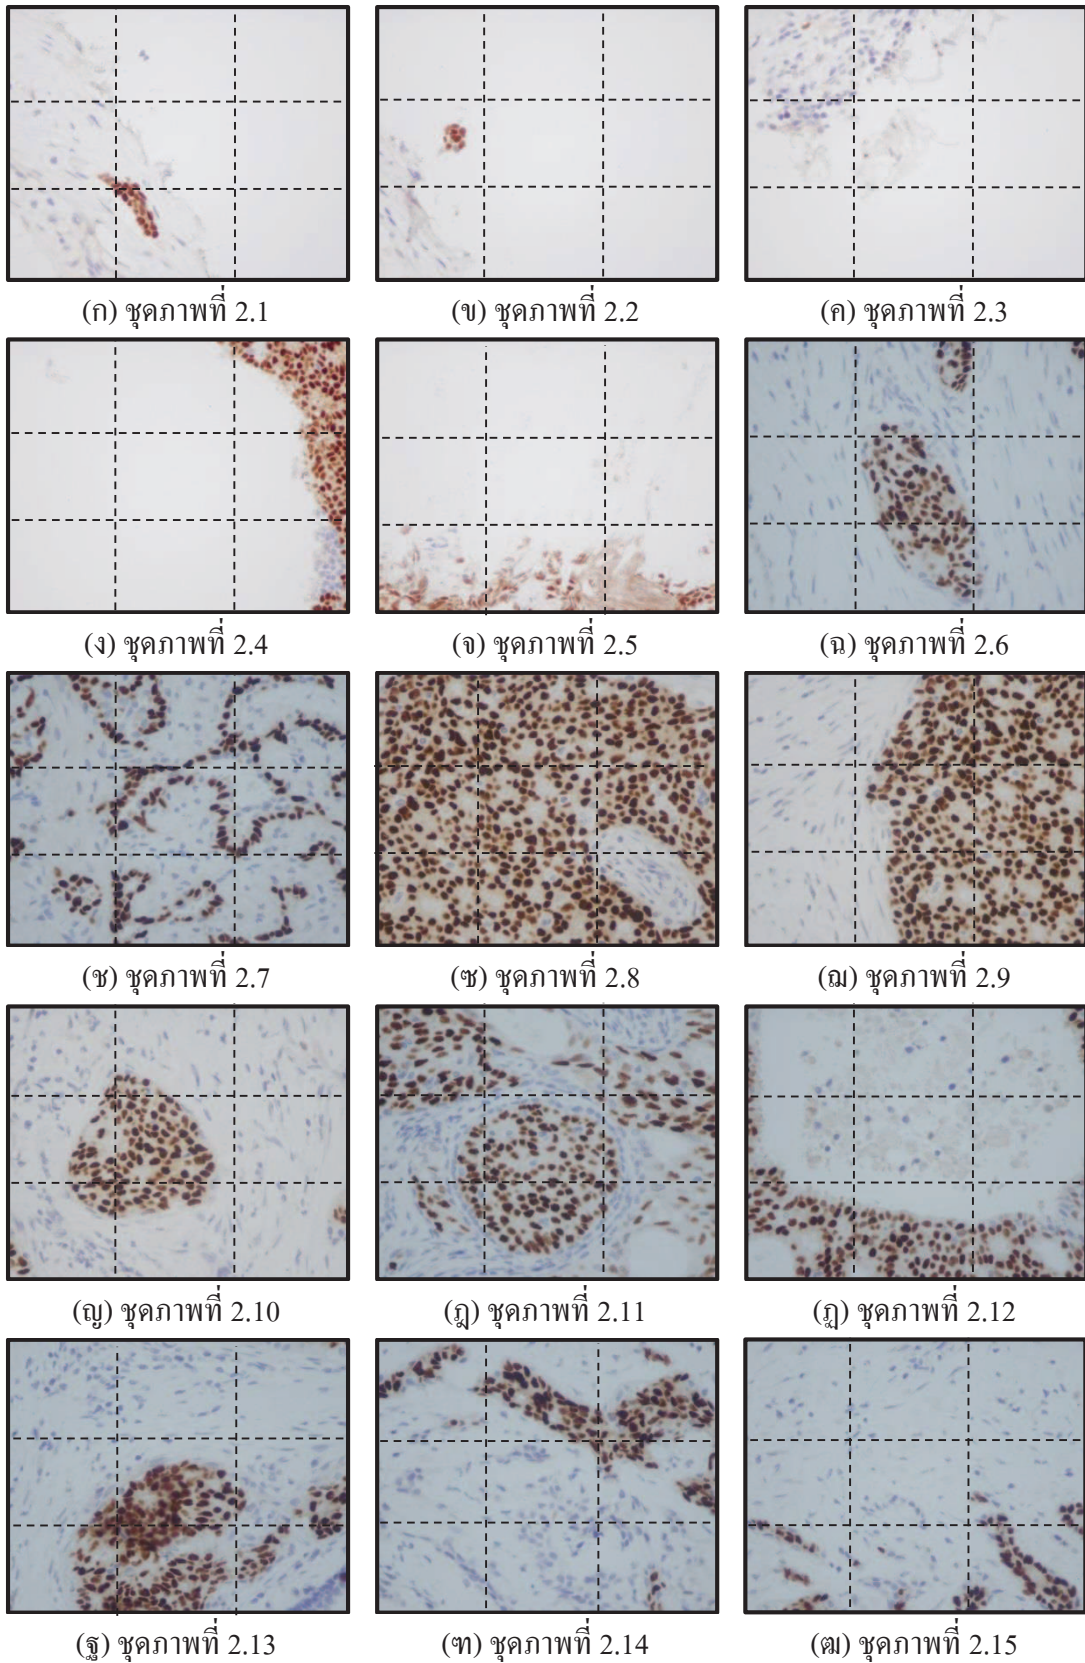 (ก) ชุดภาพที่ 2.1
(ข) ชุดภาพที่ 2.2
(ค) ชุดภาพที่ 2.3
(ง) ชุดภาพที่ 2.4
(จ) ชุดภาพที่ 2.5
(ฉ) ชุดภาพที่ 2.6
(ช) ชุดภาพที่ 2.7
(ซ) ชุดภาพที่ 2.8
(ฌ) ชุดภาพที่ 2.9
(ญ) ชุดภาพที่ 2.10
(ฎ) ชุดภาพที่ 2.11
(ฏ) ชุดภาพที่ 2.12
(ฐ) ชุดภาพที่ 2.13
(ฑ) ชุดภาพที่ 2.14
(ฒ) ชุดภาพที่ 2.15